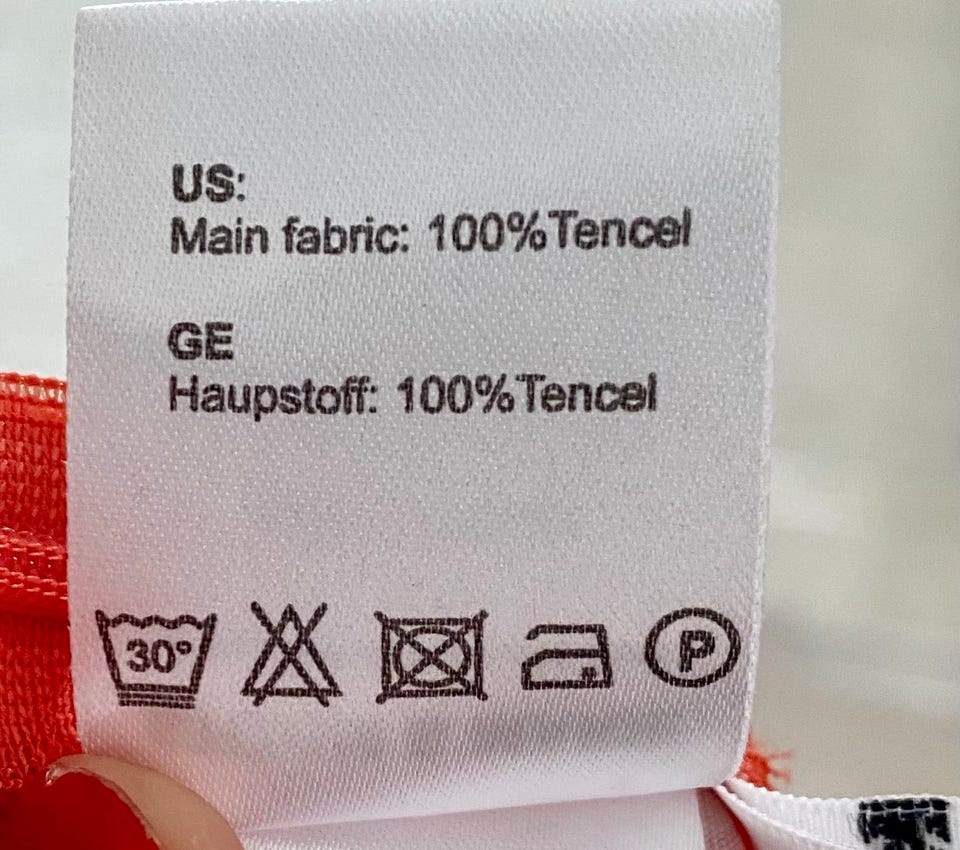 US:
Main fabric: 100%Tencel
GE
Haupstoff: 100%Tencel
30° P